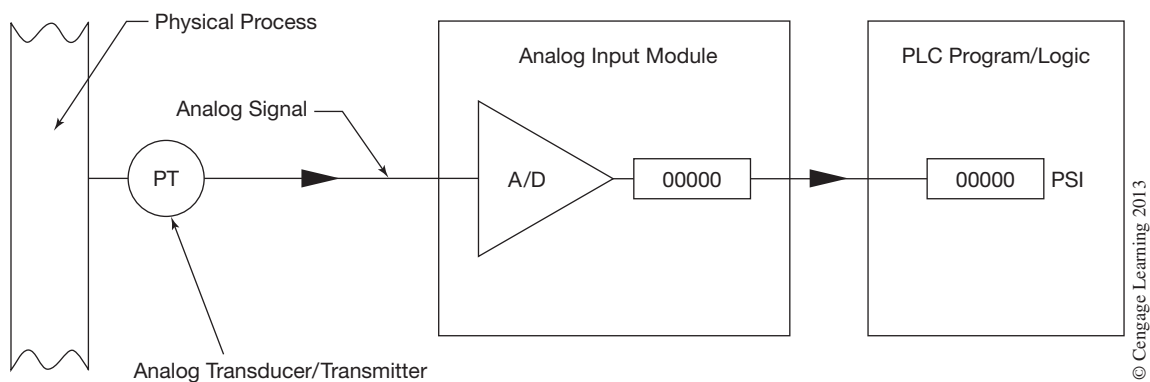 Physical Process
Analog Signal
PT
Analog Transducer/Transmitter
Analog Input Module
A/D
00000
PLC Program/Logic
00000 PSI
© Cengage Learning 2013